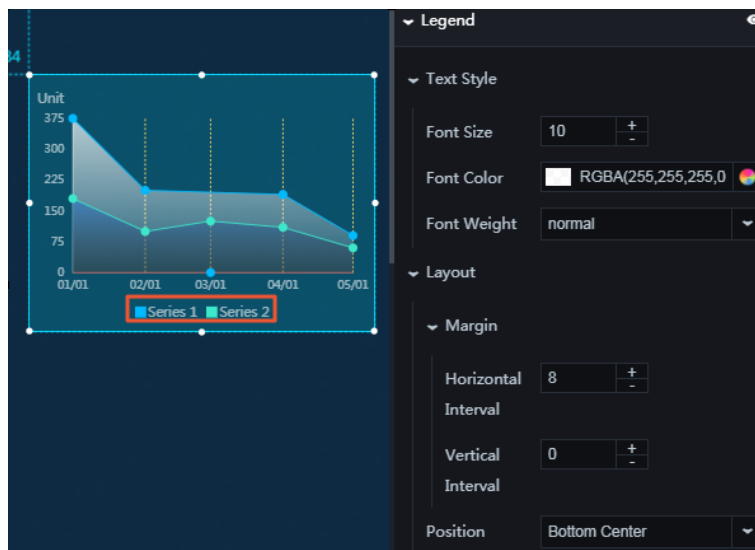 Legend
34
Text Style
Unit
375
300
225
150
75
0
01/01 02/01 03/01 04/01 05/01
Series 1 Series 2
Font Size 10 + -
Font Color RGBA(255,255,255,0
Font Weight normal
Layout
Margin
Horizontal Interval 8 + -
Vertical Interval 0 + -
Position Bottom Center